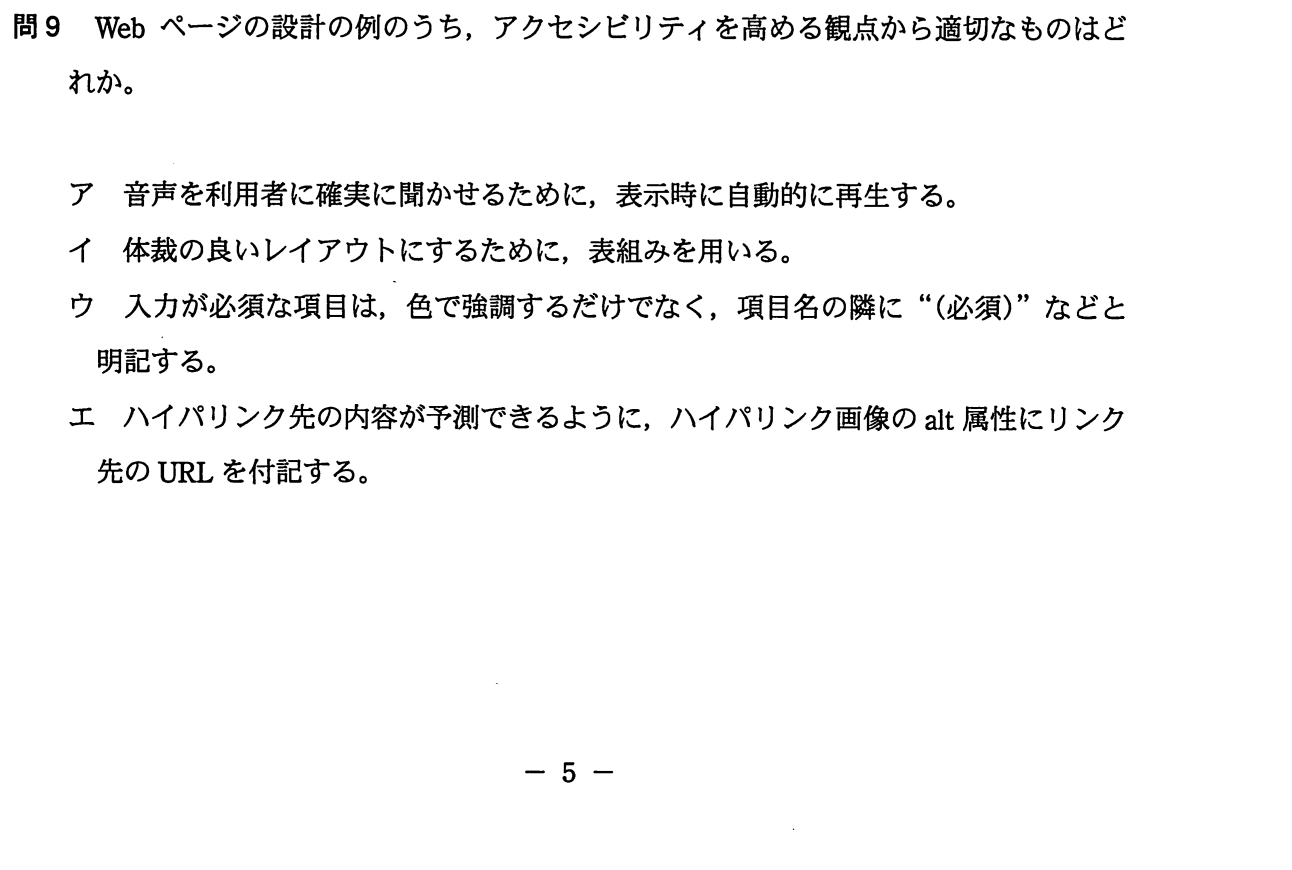 問9 Web ページの設計の例のうち，アクセシビリティを高める観点から適切なものはど
れか。
ア 音声を利用者に確実に聞かせるために，表示時に自動的に再生する。
イ 体裁の良いレイアウトにするために，表組みを用いる。
ウ 入力が必須な項目は，色で強調するだけでなく，項目名の隣に“(必須)”などと
明記する。
エ ハイパリンク先の内容が予測できるように，ハイパリンク画像の alt 属性にリンク
先の URL を付記する。
－ 5 －